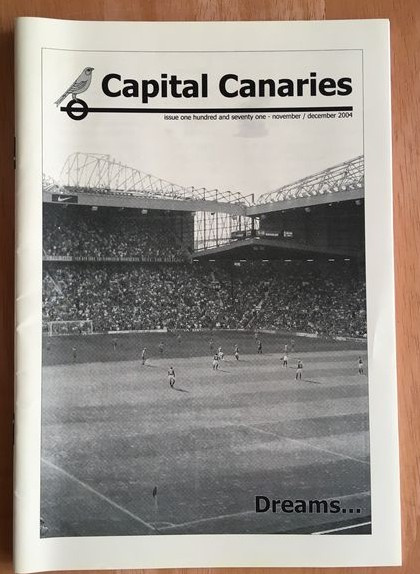 Capital Canaries
issue one hundred and seventy one - november / december 2004
Dreams...